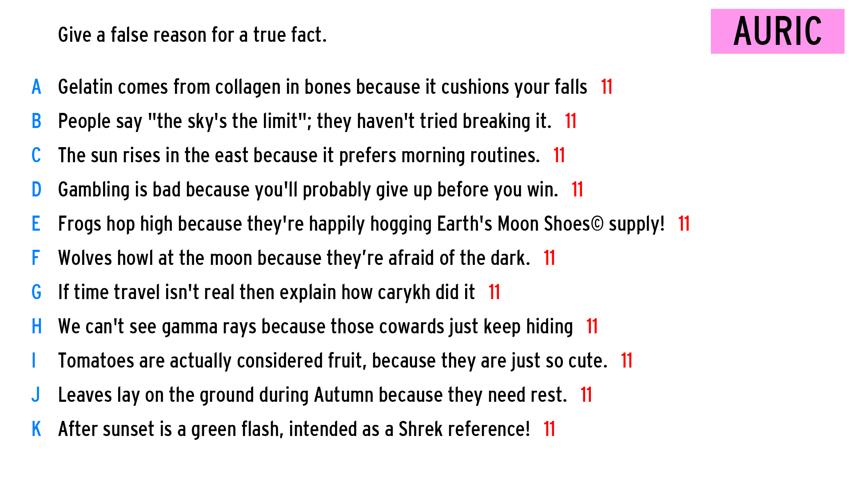 Give a false reason for a true fact.
AURIC
A Gelatin comes from collagen in bones because it cushions your falls 11
B People say "the sky's the limit"; they haven't tried breaking it. 11
C The sun rises in the east because it prefers morning routines. 11
D Gambling is bad because you'll probably give up before you win. 11
E Frogs hop high because they're happily hogging Earth's Moon Shoes© supply! 11
F Wolves howl at the moon because they’re afraid of the dark. 11
G If time travel isn't real then explain how carykh did it 11
H We can't see gamma rays because those cowards just keep hiding 11
I Tomatoes are actually considered fruit, because they are just so cute. 11
J Leaves lay on the ground during Autumn because they need rest. 11
K After sunset is a green flash, intended as a Shrek reference! 11